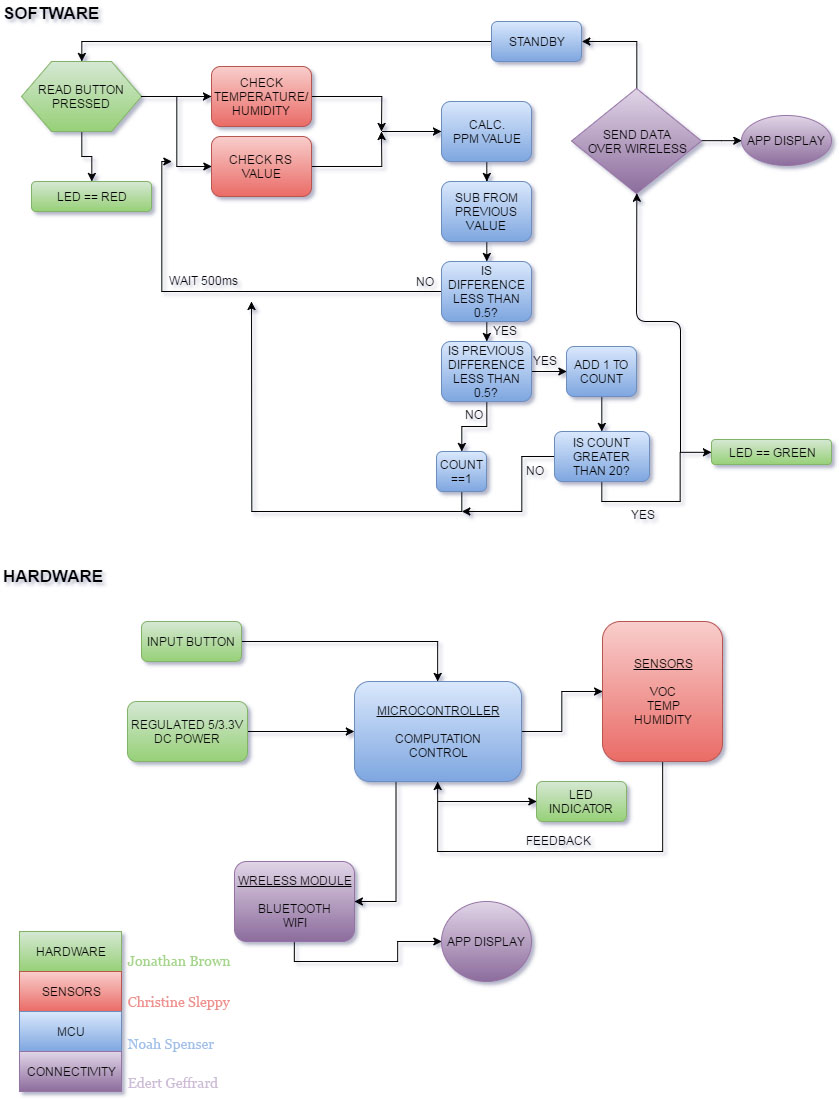 SOFTWARE
STANDBY
READ BUTTON
PRESSED
CHECK
TEMPERATURE/
HUMIDITY
CALC.
PPM VALUE
SEND DATA
OVER WIRELESS
APP DISPLAY
CHECK RS
VALUE
LED == RED
SUB FROM
PREVIOUS
VALUE
IS
DIFFERENCE
LESS THAN
0.5?
NO
WAIT 500ms
YES
IS PREVIOUS
DIFFERENCE
LESS THAN
0.5?
YES
ADD 1 TO
COUNT
NO
COUNT
==1
IS COUNT
GREATER
THAN 20?
NO
YES
LED == GREEN
HARDWARE
INPUT BUTTON
REGULATED 5/3.3V
DC POWER
MICROCONTROLLER
COMPUTATION
CONTROL
SENSORS
VOC
TEMP
HUMIDITY
LED
INDICATOR
FEEDBACK
WRELESS MODULE
BLUETOOTH
WIFI
APP DISPLAY
HARDWARE
Jonathan Brown
SENSORS
Christine Sleppy
MCU
Noah Spenser
CONNECTIVITY
Edert Geffrard